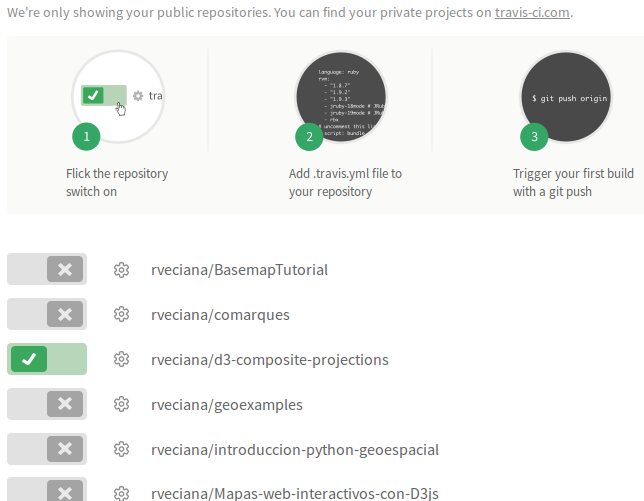 We're only showing your public repositories. You can find your private projects on travis-ci.com.
tra
1
Flick the repository
switch on
language: ruby
rvm:
- "1.8.7"
- "1.9.2"
- "1.9.3"
- jruby-18mode # JRub
- jruby-19mode # JRub
- rbx
# uncomment this li
script: bundle
2
Add .travis.yml file to
your repository
$ git push origin
3
Trigger your first build
with a git push
rveciana/BasemapTutorial
rveciana/comarques
rveciana/d3-composite-projections
rveciana/geoexamples
rveciana/introduccion-python-geoespacial
rveciana/Mapas-web-interactivos-con-D3js